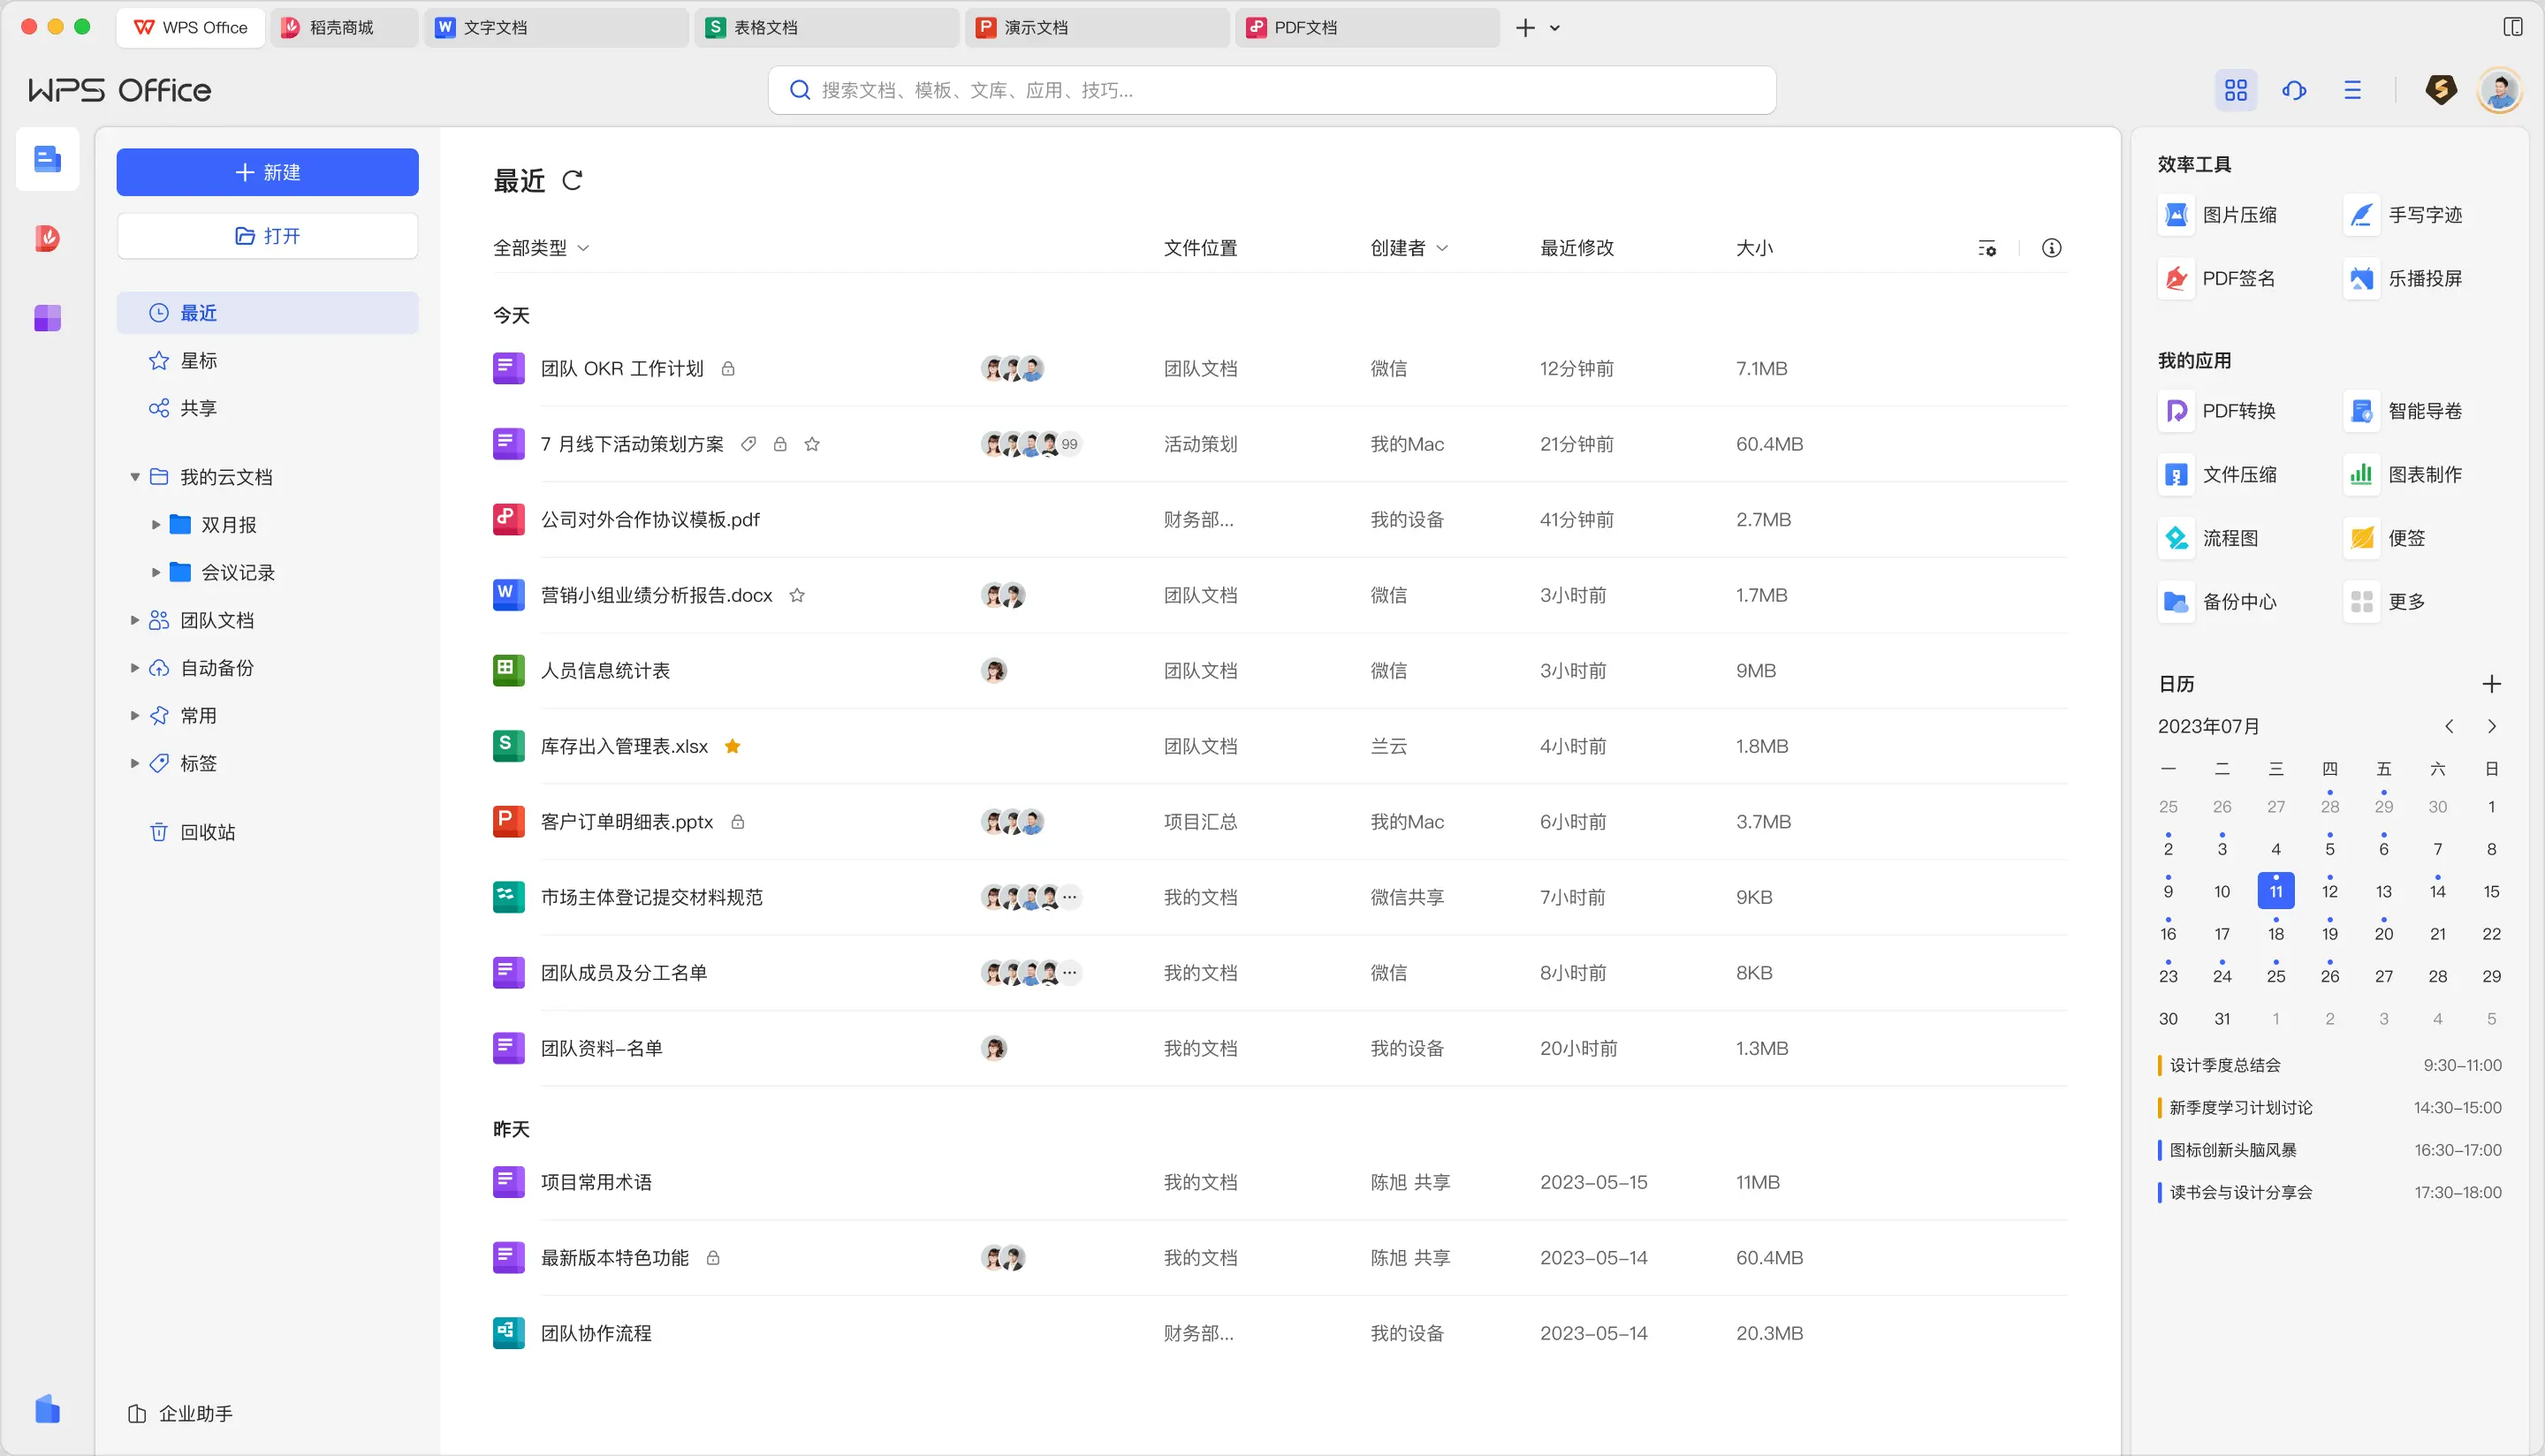 WPS Office 稻壳商城 W 文字文档 S 表格文档 P 演示文档 PDF文档
WPS Office
搜索文档、模板、文库、应用、技巧...
新建
打开
最近
星标
共享
我的云文档
双月报
会议记录
团队文档
自动备份
常用
标签
回收站
企业助手
最近
全部类型 文件位置 创建者 最近修改 大小
今天
团队 OKR 工作计划 团队文档 微信 12分钟前 7.1MB
7 月线下活动策划方案 99 活动策划 我的Mac 21分钟前 60.4MB
公司对外合作协议模板.pdf 财务部... 我的设备 41分钟前 2.7MB
W 营销小组业绩分析报告.docx 团队文档 微信 3小时前 1.7MB
人员信息统计表 团队文档 微信 3小时前 9MB
S 库存出入管理表.xlsx 团队文档 兰云 4小时前 1.8MB
P 客户订单明细表.pptx 项目汇总 我的Mac 6小时前 3.7MB
市场主体登记提交材料规范 ... 我的文档 微信共享 7小时前 9KB
团队成员及分工名单 ... 我的文档 微信 8小时前 8KB
团队资料-名单 我的文档 我的设备 20小时前 1.3MB
昨天
项目常用术语 我的文档 陈旭 共享 2023-05-15 11MB
最新版本特色功能 我的文档 陈旭 共享 2023-05-14 60.4MB
团队协作流程 财务部... 我的设备 2023-05-14 20.3MB
效率工具
图片压缩 手写字迹
PDF签名 乐播投屏
我的应用
PDF转换 智能导卷
文件压缩 图表制作
流程图 便签
备份中心 更多
日历
2023年07月
一 二 三 四 五 六 日
25 26 27 28 29 30 1
2 3 4 5 6 7 8
9 10 11 12 13 14 15
16 17 18 19 20 21 22
23 24 25 26 27 28 29
30 31 1 2 3 4 5
设计季度总结会 9:30-11:00
新季度学习计划讨论 14:30-15:00
图标创新头脑风暴 16:30-17:00
读书会与设计分享会 17:30-18:00